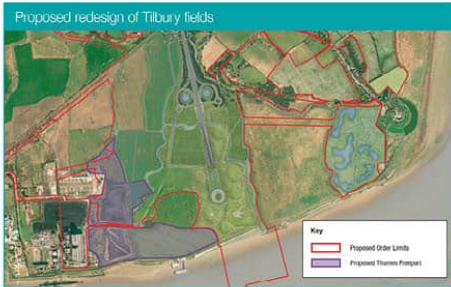 Proposed redesign of Tilbury fields
Key
Proposed Order Limits
Proposed Thames Freeport